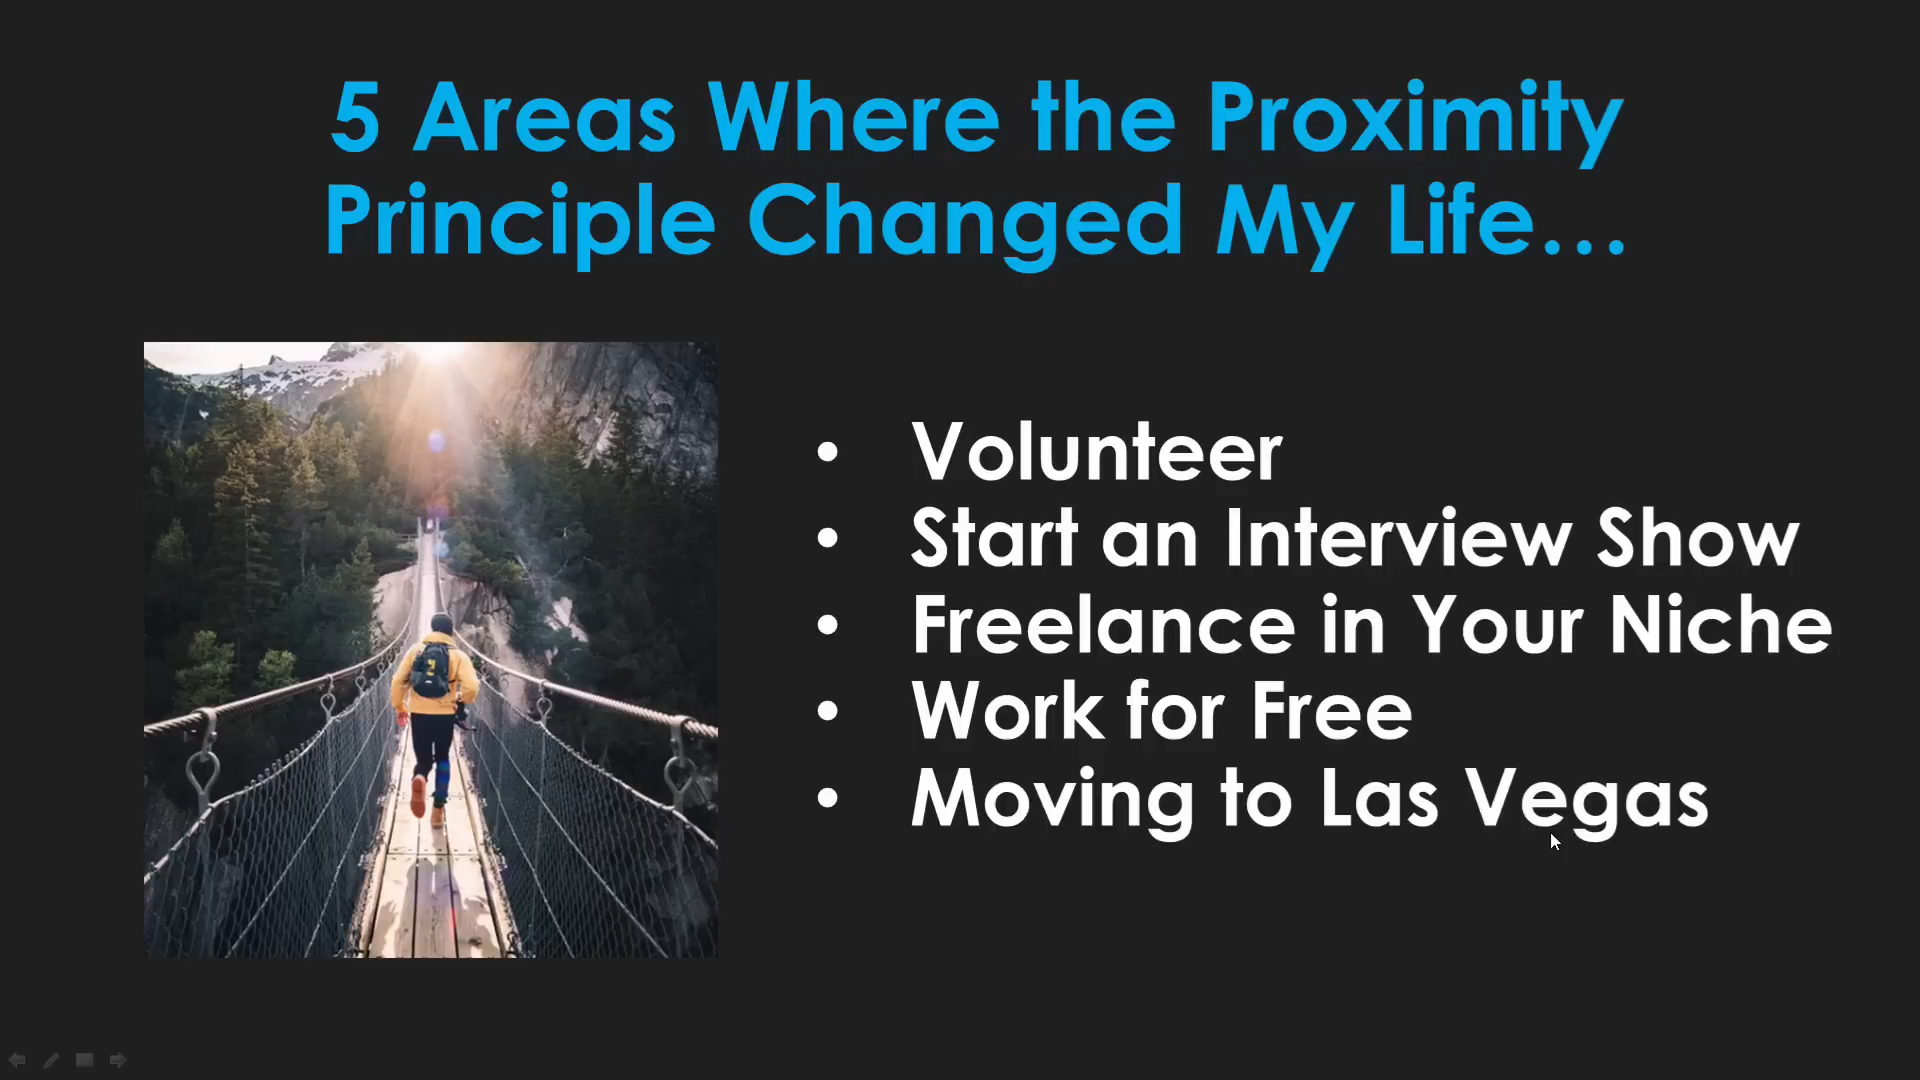 5 Areas Where the Proximity
Principle Changed My Life...
• Volunteer
• Start an Interview Show
• Freelance in Your Niche
• Work for Free
• Moving to Las Vegas